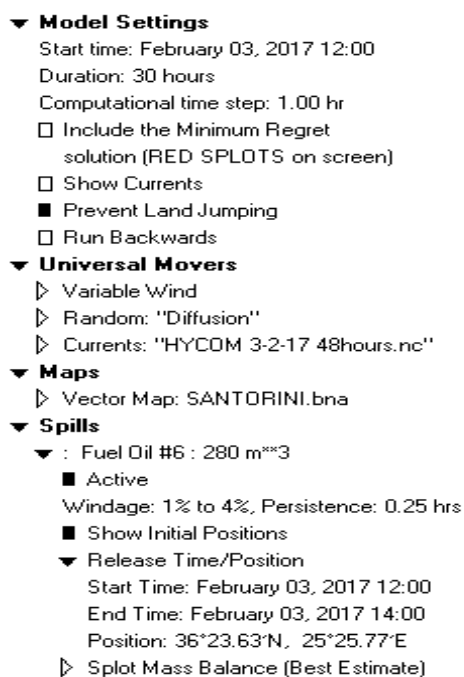 Model Settings
Start time: February 03, 2017 12:00
Duration: 30 hours
Computational time step: 1.00 hr
Include the Minimum Regret
solution (RED SPLOTS on screen)
Show Currents
Prevent Land Jumping
Run Backwards
Universal Movers
Variable Wind
Random: "Diffusion"
Currents: "HYCOM 3-2-17 48hours.nc"
Maps
Vector Map: SANTORINI.bna
Spills
: Fuel Oil #6 : 280 m**3
Active
Windage: 1% to 4%, Persistence: 0.25 hrs
Show Initial Positions
Release Time/Position
Start Time: February 03, 2017 12:00
End Time: February 03, 2017 14:00
Position: 36°23.63'N, 25°25.77'E
Splot Mass Balance (Best Estimate)